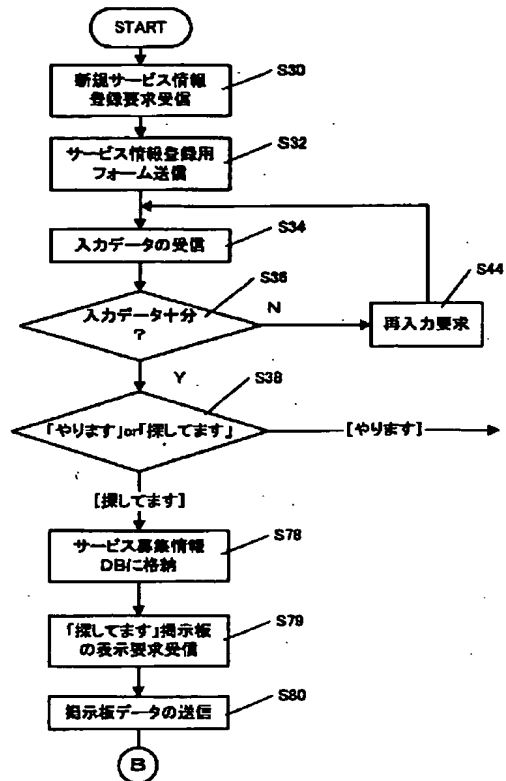 START
新規サービス情報
登録要求受信
S30
サービス情報登録用
フォーム送信
S32
入力データの受信
S34
入力データ十分
?
S36
N
再入力要求
S44
Y
「やります」or「探してます」
S38
[やります]
[探してます]
サービス募集情報
DBに格納
S78
「探してます」掲示板
の表示要求受信
S79
掲示板データの送信
S80
B